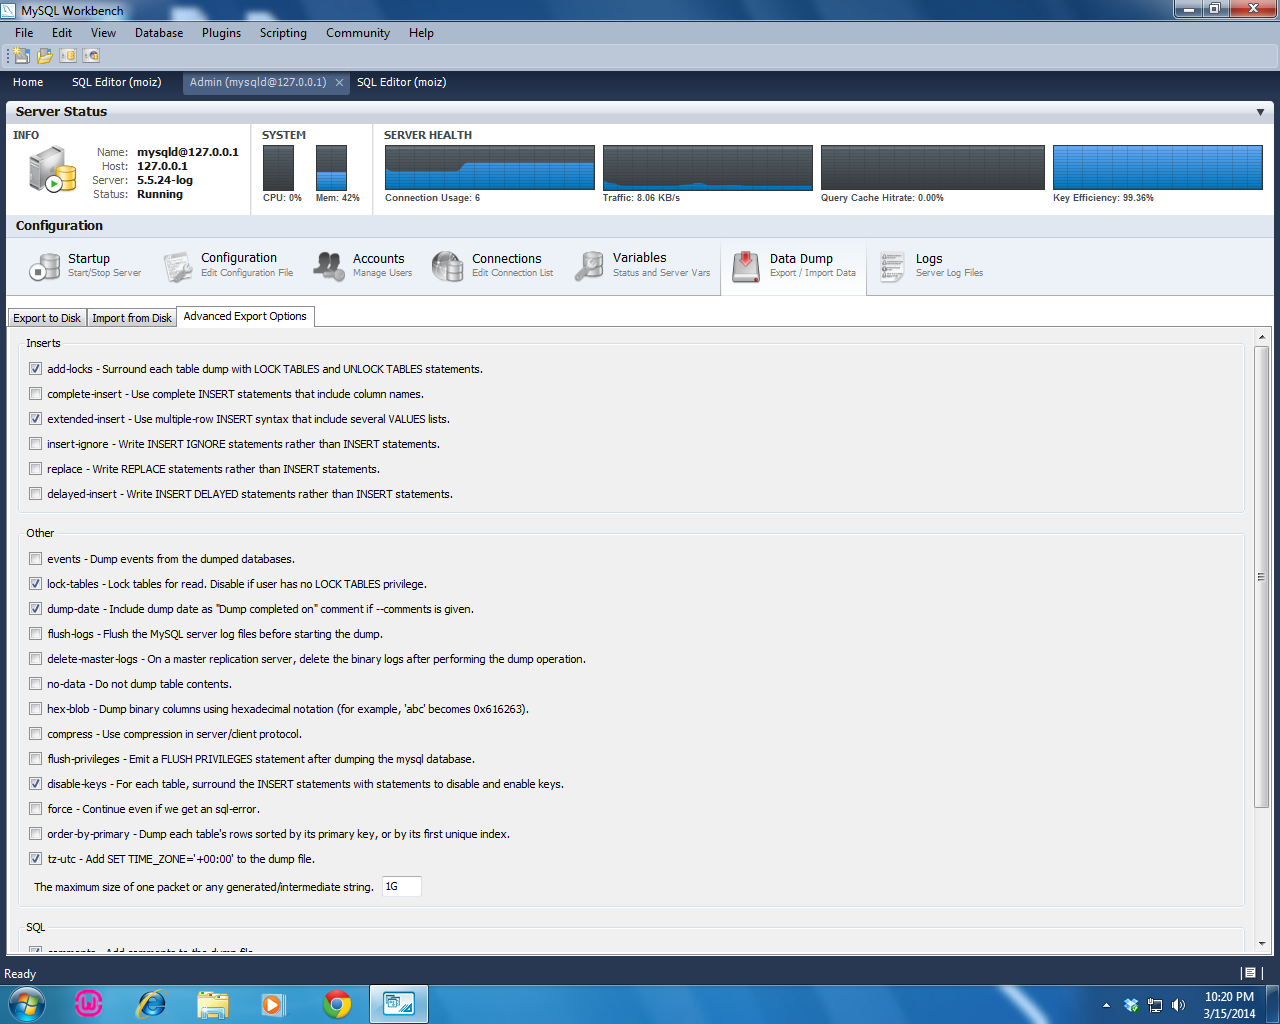 MySQL Workbench
File Edit View Database Plugins Scripting Community Help
Home SQL Editor (moiz) Admin (mysqld@127.0.0.1) SQL Editor (moiz)
Server Status
INFO SYSTEM SERVER HEALTH
Name: mysqld@127.0.0.1
Host: 127.0.0.1
Server: 5.5.24-log
Status: Running
CPU: 0% Mem: 42% Connection Usage: 6 Traffic: 8.06 KB/s Query Cache Hitrate: 0.00% Key Efficiency: 99.36%
Configuration
Startup Configuration Accounts Connections Variables Data Dump Logs
Start/Stop Server Edit Configuration File Manage Users Edit Connection List Status and Server Vars Export / Import Data Server Log Files
Export to Disk Import from Disk Advanced Export Options
Inserts
add-locks - Surround each table dump with LOCK TABLES and UNLOCK TABLES statements.
complete-insert - Use complete INSERT statements that include column names.
extended-insert - Use multiple-row INSERT syntax that include several VALUES lists.
insert-ignore - Write INSERT IGNORE statements rather than INSERT statements.
replace - Write REPLACE statements rather than INSERT statements.
delayed-insert - Write INSERT DELAYED statements rather than INSERT statements.
Other
events - Dump events from the dumped databases.
lock-tables - Lock tables for read. Disable if user has no LOCK TABLES privilege.
dump-date - Include dump date as "Dump completed on" comment if --comments is given.
flush-logs - Flush the MySQL server log files before starting the dump.
delete-master-logs - On a master replication server, delete the binary logs after performing the dump operation.
no-data - Do not dump table contents.
hex-blob - Dump binary columns using hexadecimal notation (for example, 'abc' becomes 0x616263).
compress - Use compression in server/client protocol.
flush-privileges - Emit a FLUSH PRIVILEGES statement after dumping the mysql database.
disable-keys - For each table, surround the INSERT statements with statements to disable and enable keys.
force - Continue even if we get an sql-error.
order-by-primary - Dump each table's rows sorted by its primary key, or by its first unique index.
tz-utc - Add SET TIME_ZONE='+00:00' to the dump file.
The maximum size of one packet or any generated/intermediate string. 1G
SQL
comments - Add comments to the dump file
Ready
10:20 PM
3/15/2014